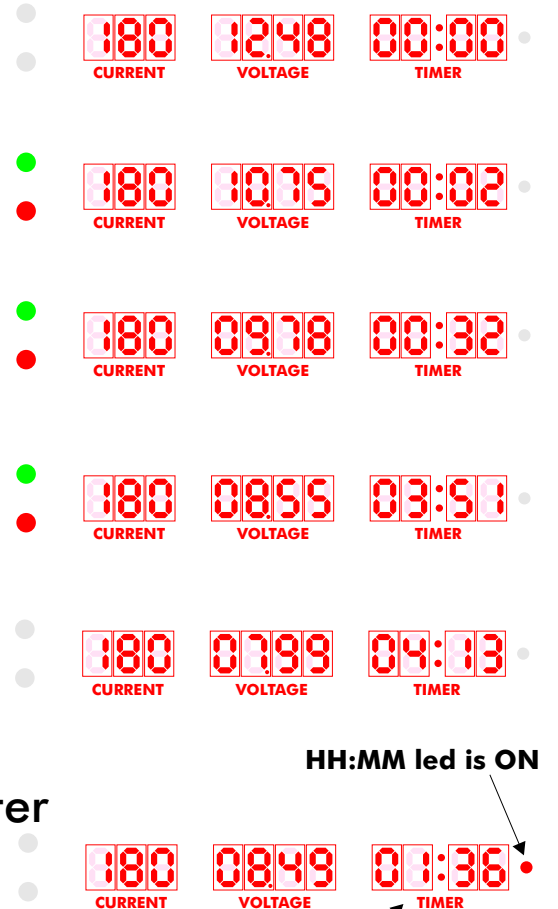 180 12.48 00:00
CURRENT VOLTAGE TIMER
180 10.75 00:02
CURRENT VOLTAGE TIMER
180 09.78 00:32
CURRENT VOLTAGE TIMER
180 08.55 03:51
CURRENT VOLTAGE TIMER
180 07.99 04:13
CURRENT VOLTAGE TIMER
HH:MM led is ON
er
180 08.49 01:36
CURRENT VOLTAGE TIMER